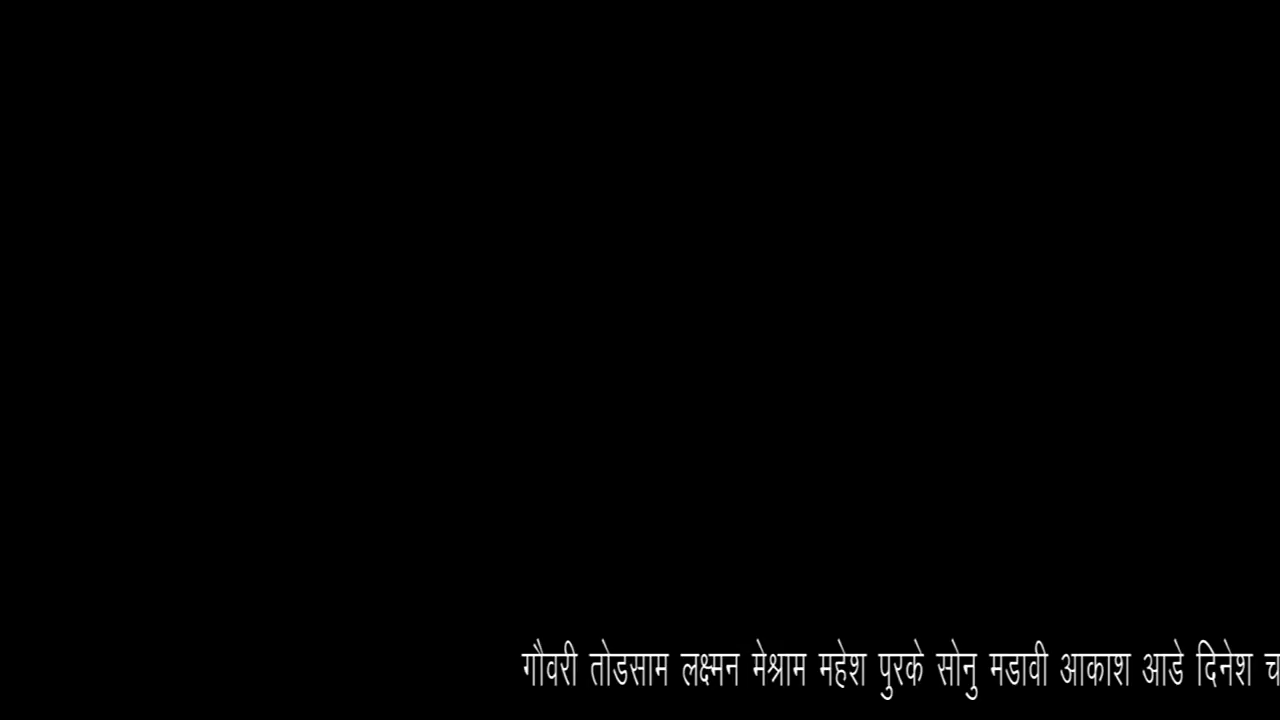 गौवरी तोडसाम लक्ष्मन मेश्राम महेश पुरके सोनु मडावी आकाश आडे दिनेश च